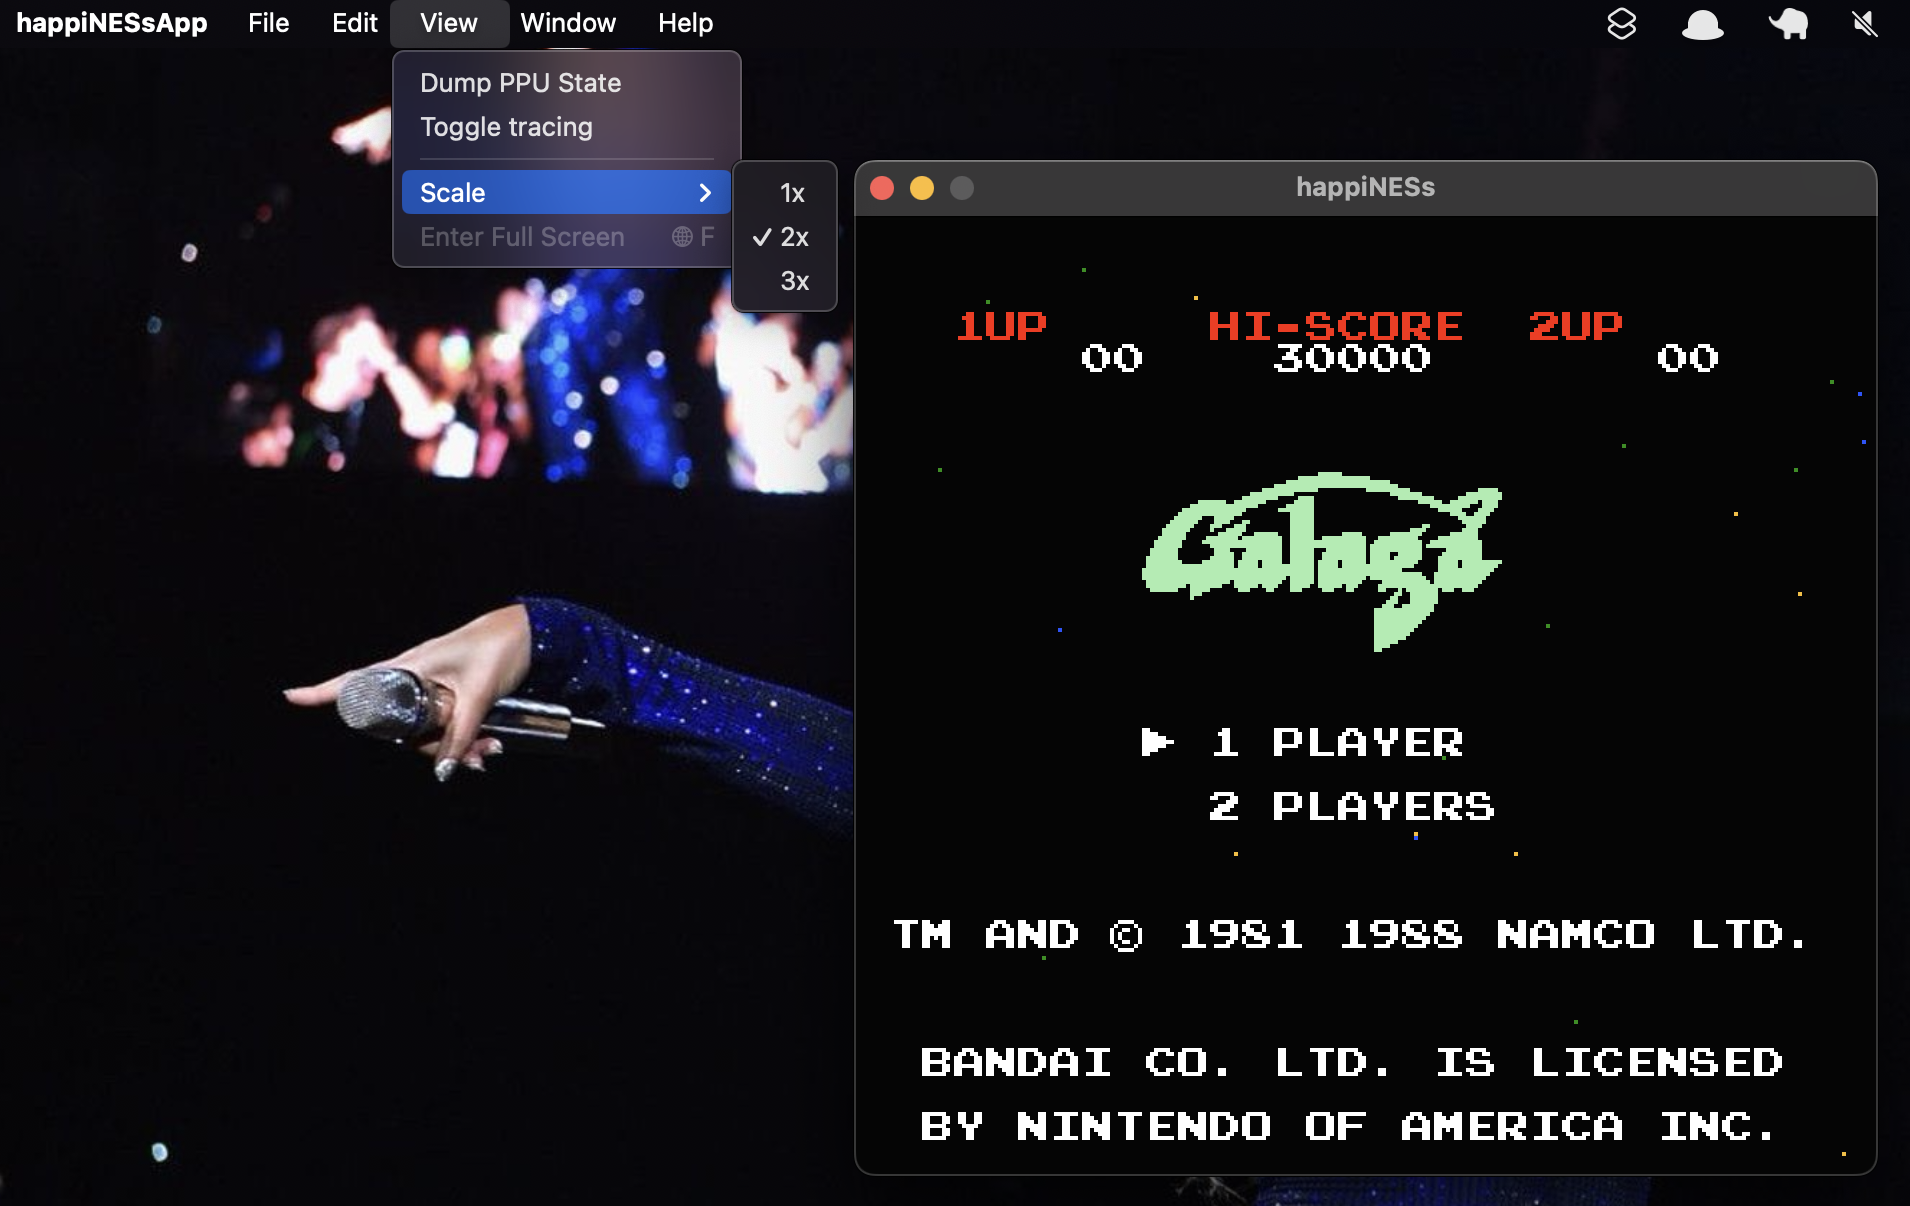 happiNESsApp File Edit View Window Help
Dump PPU State
Toggle tracing
Scale
Enter Full Screen F
1x
2x
3x
happiNESs
1UP HI-SCORE 2UP
00 30000 00
Galaga
1 PLAYER
2 PLAYERS
TM AND © 1981 1988 NAMCO LTD.
BANDAI CO. LTD. IS LICENSED
BY NINTENDO OF AMERICA INC.